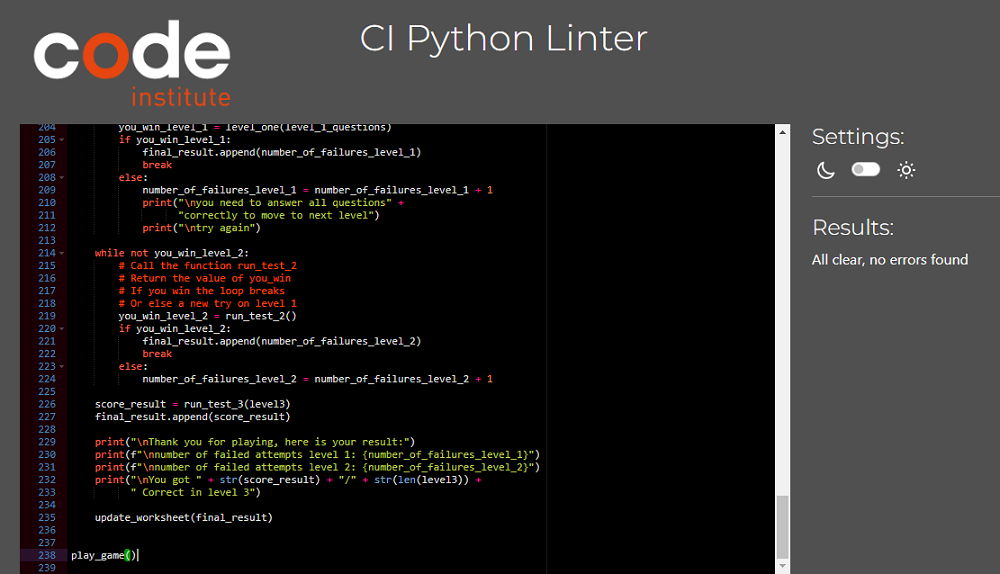 code
institute
CI Python Linter
204 you_win_level_1 = level_one(level_1_questions)
205 if you_win_level_1:
206 final_result.append(number_of_failures_level_1)
207 break
208 else:
209 number_of_failures_level_1 = number_of_failures_level_1 + 1
210 print("\nyou need to answer all questions" +
211 "correctly to move to next level")
212 print("\ntry again")
213
214 while not you_win_level_2:
215 # Call the function run_test_2
216 # Return the value of you_win
217 # If you win the loop breaks
218 # Or else a new try on level 1
219 you_win_level_2 = run_test_2()
220 if you_win_level_2:
221 final_result.append(number_of_failures_level_2)
222 break
223 else:
224 number_of_failures_level_2 = number_of_failures_level_2 + 1
225
226 score_result = run_test_3(level3)
227 final_result.append(score_result)
228
229 print("\nThank you for playing, here is your result:")
230 print(f"\nnumber of failed attempts level 1: {number_of_failures_level_1}")
231 print(f"\nnumber of failed attempts level 2: {number_of_failures_level_2}")
232 print("\nYou got " + str(score_result) + "/" + str(len(level3)) +
233 " Correct in level 3")
234
235 update_worksheet(final_result)
236
237
238 play_game()
239
Settings:
Results:
All clear, no errors found